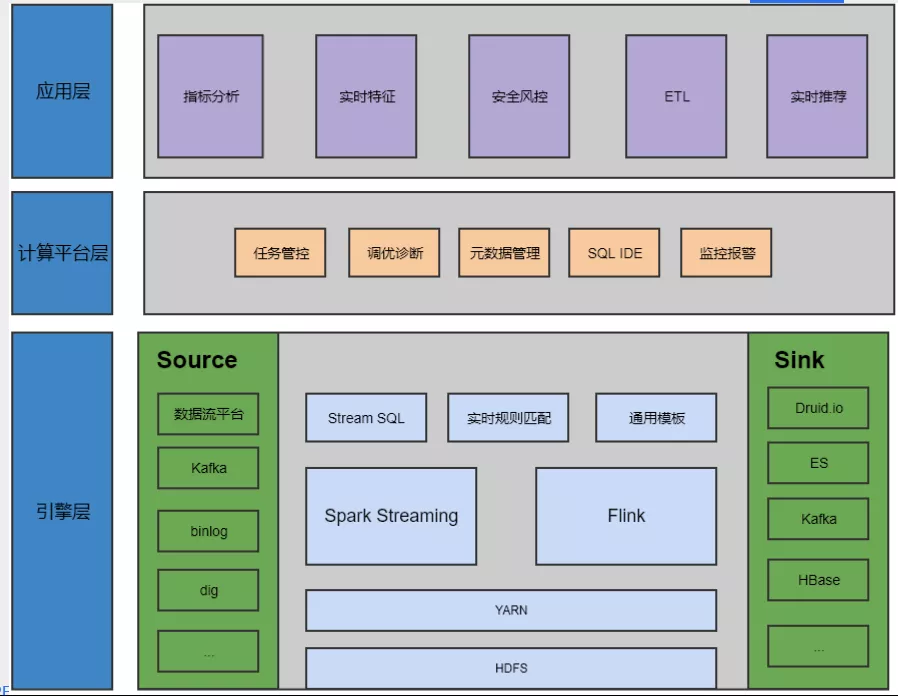 应用层
指标分析
实时特征
安全风控
ETL
实时推荐
计算平台层
任务管控
调优诊断
元数据管理
SQL IDE
监控报警
引擎层
Source
数据流平台
Kafka
binlog
dig
...
Stream SQL
实时规则匹配
通用模板
Spark Streaming
Flink
YARN
HDFS
Sink
Druid.io
ES
Kafka
HBase
...